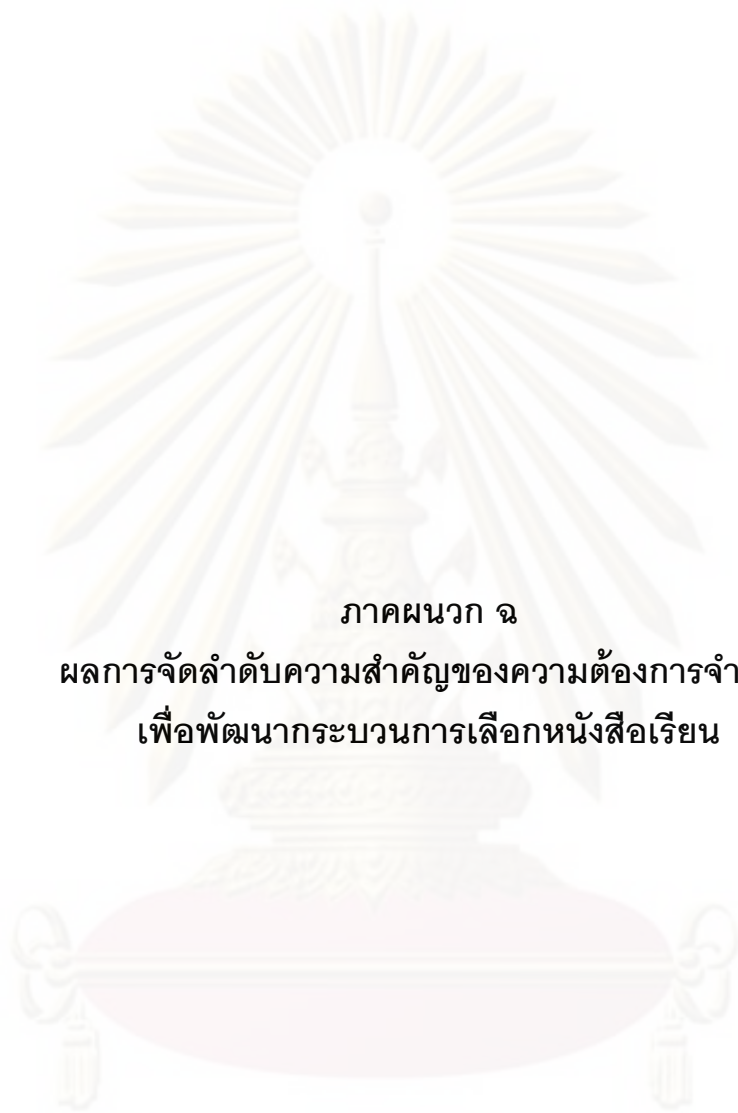 ภาคผนวก ฉ
ผลการจัดลำดับความสำคัญของความต้องการจำ
เพื่อพัฒนากระบวนการเลือกหนังสือเรียน